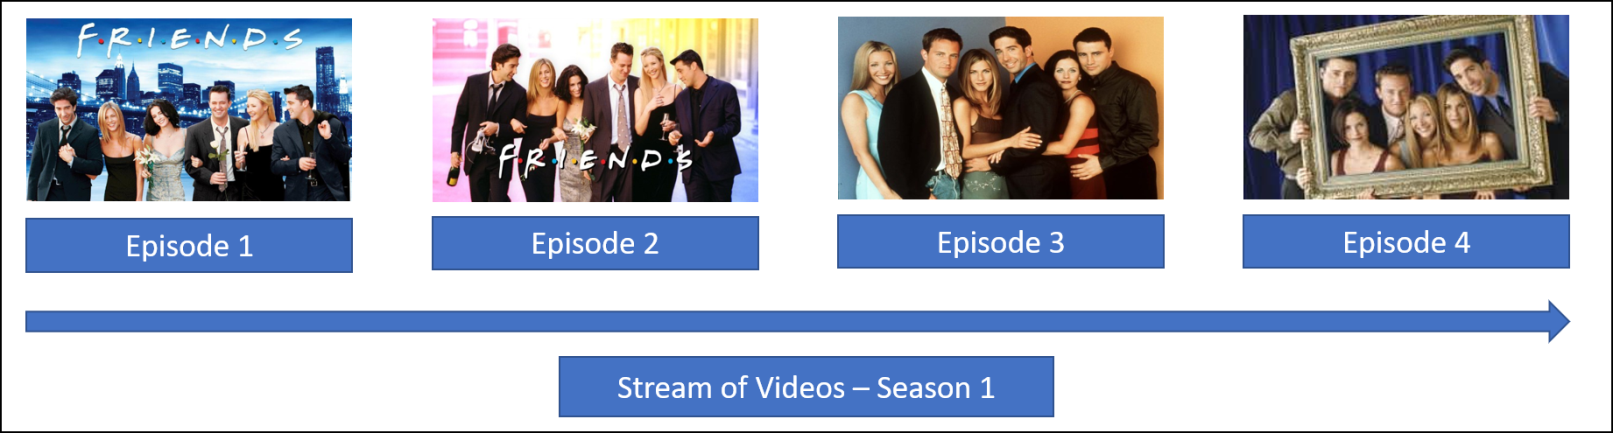 F·R·I·E·N·D·S
F·R·I·E·N·D·S
Episode 1
Episode 2
Episode 3
Episode 4
Stream of Videos – Season 1